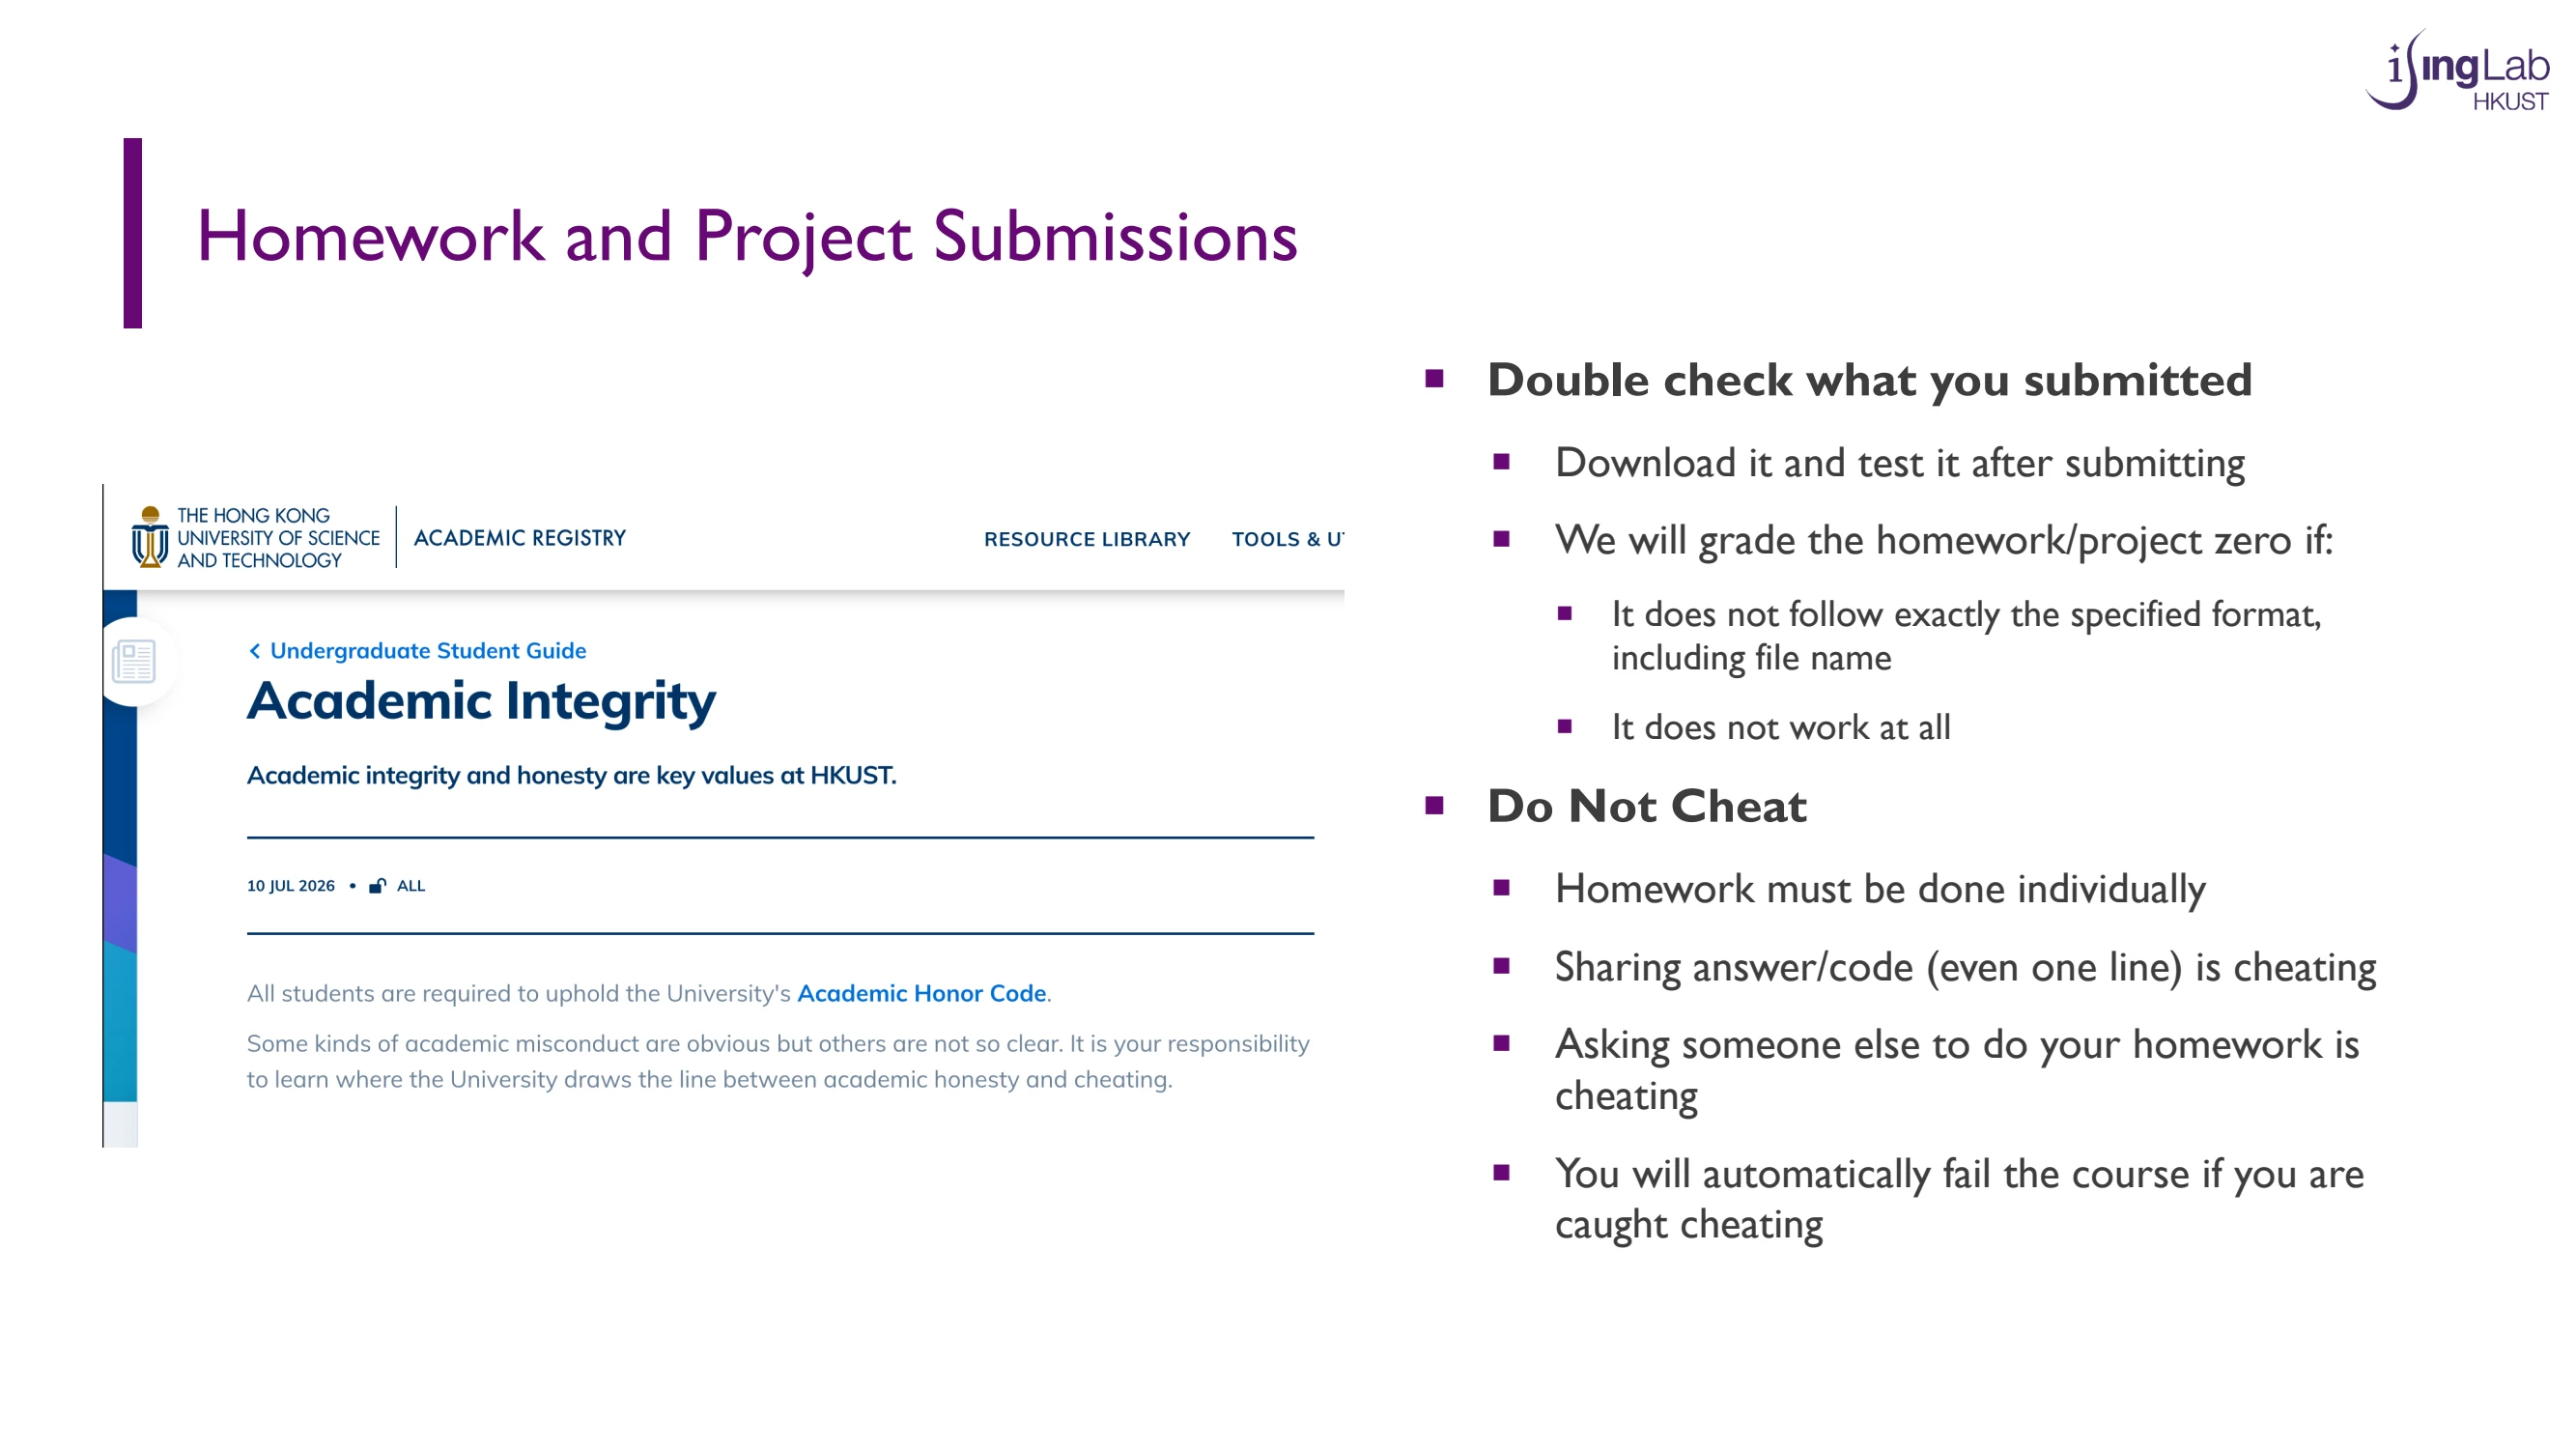 iSingLab
HKUST
Homework and Project Submissions
THE HONG KONG
UNIVERSITY OF SCIENCE
AND TECHNOLOGY
ACADEMIC REGISTRY
RESOURCE LIBRARY
TOOLS & U
< Undergraduate Student Guide
Academic Integrity
Academic integrity and honesty are key values at HKUST.
10 JUL 2026 • ALL
All students are required to uphold the University's Academic Honor Code.
Some kinds of academic misconduct are obvious but others are not so clear. It is your responsibility
to learn where the University draws the line between academic honesty and cheating.
Double check what you submitted
Download it and test it after submitting
We will grade the homework/project zero if:
It does not follow exactly the specified format,
including file name
It does not work at all
Do Not Cheat
Homework must be done individually
Sharing answer/code (even one line) is cheating
Asking someone else to do your homework is
cheating
You will automatically fail the course if you are
caught cheating